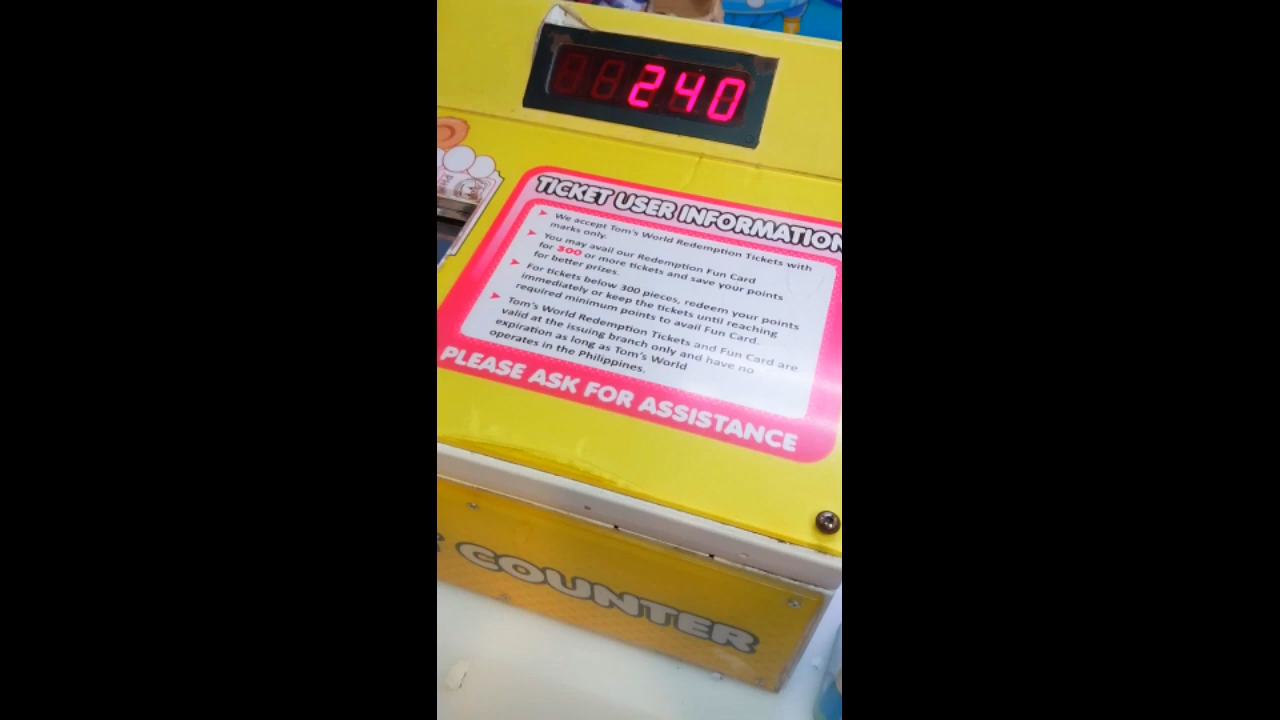 240
TICKET USER INFORMATION
We accept Tom's World Redemption Tickets with
marks only.
You may avail our Redemption Fun Card
for 300 or more tickets and save your points
for better prizes.
For tickets below 300 pieces, redeem your points
immediately or keep the tickets until reaching
required minimum points to avail Fun Card.
Tom's World Redemption Tickets and Fun Card are
valid at the issuing branch only and have no
expiration as long as Tom's World
operates in the Philippines.
PLEASE ASK FOR ASSISTANCE
COUNTER